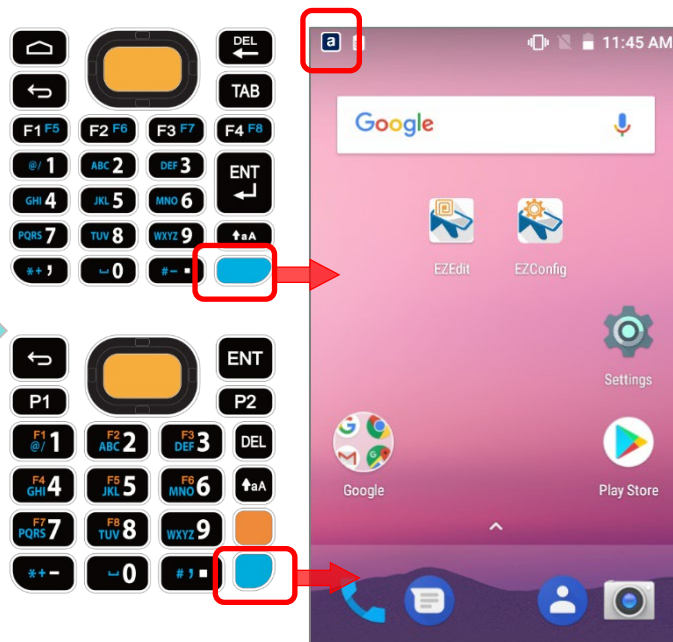 DEL
TAB
F1 F5 F2 F6 F3 F7 F4 F8
@/ 1 ABC 2 DEF 3 ENT
GHI 4 JKL 5 MNO 6
PQRS 7 TUV 8 WXYZ 9 aA
*+ , 0 #- .
ENT
P1 P2
F1 @/ 1 F2 ABC 2 F3 DEF 3 DEL
F4 GHI 4 F5 JKL 5 F6 MNO 6 aA
F7 PQRS 7 F8 TUV 8 WXYZ 9
*+ - 0 # , .
a 11:45 AM
Google
EZEdit EZConfig
Settings
Google Play Store